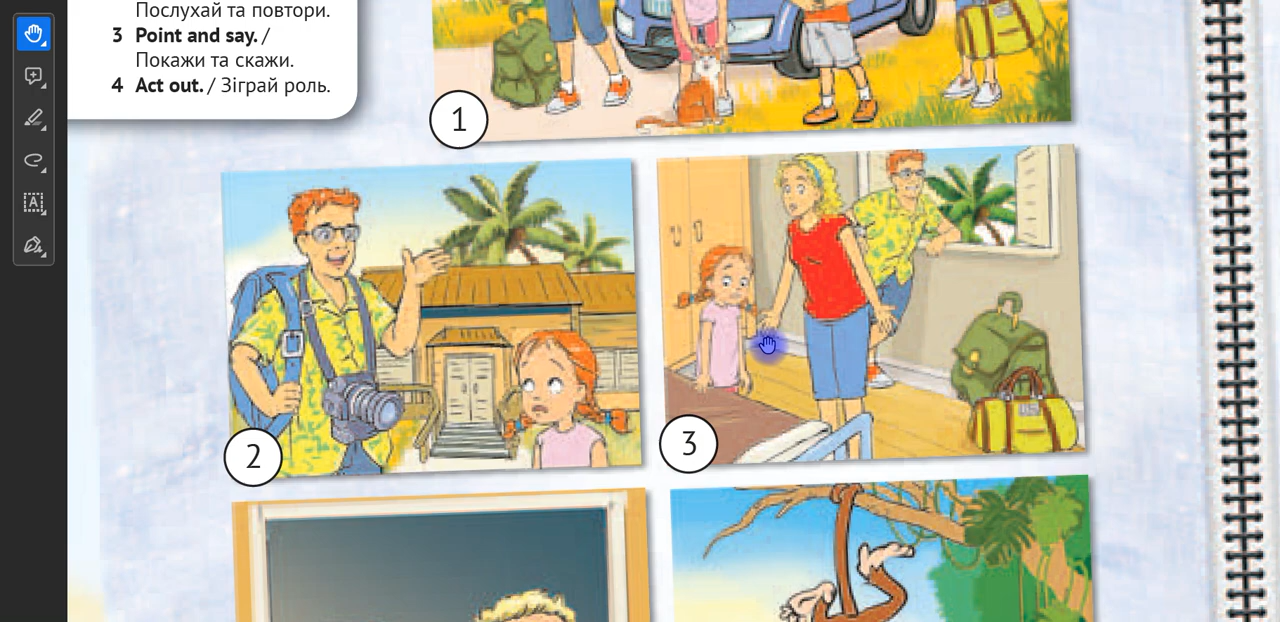 Послухай та повтори.
3 Point and say. /
Покажи та скажи.
4 Act out. / Зіграй роль.
1
2
3